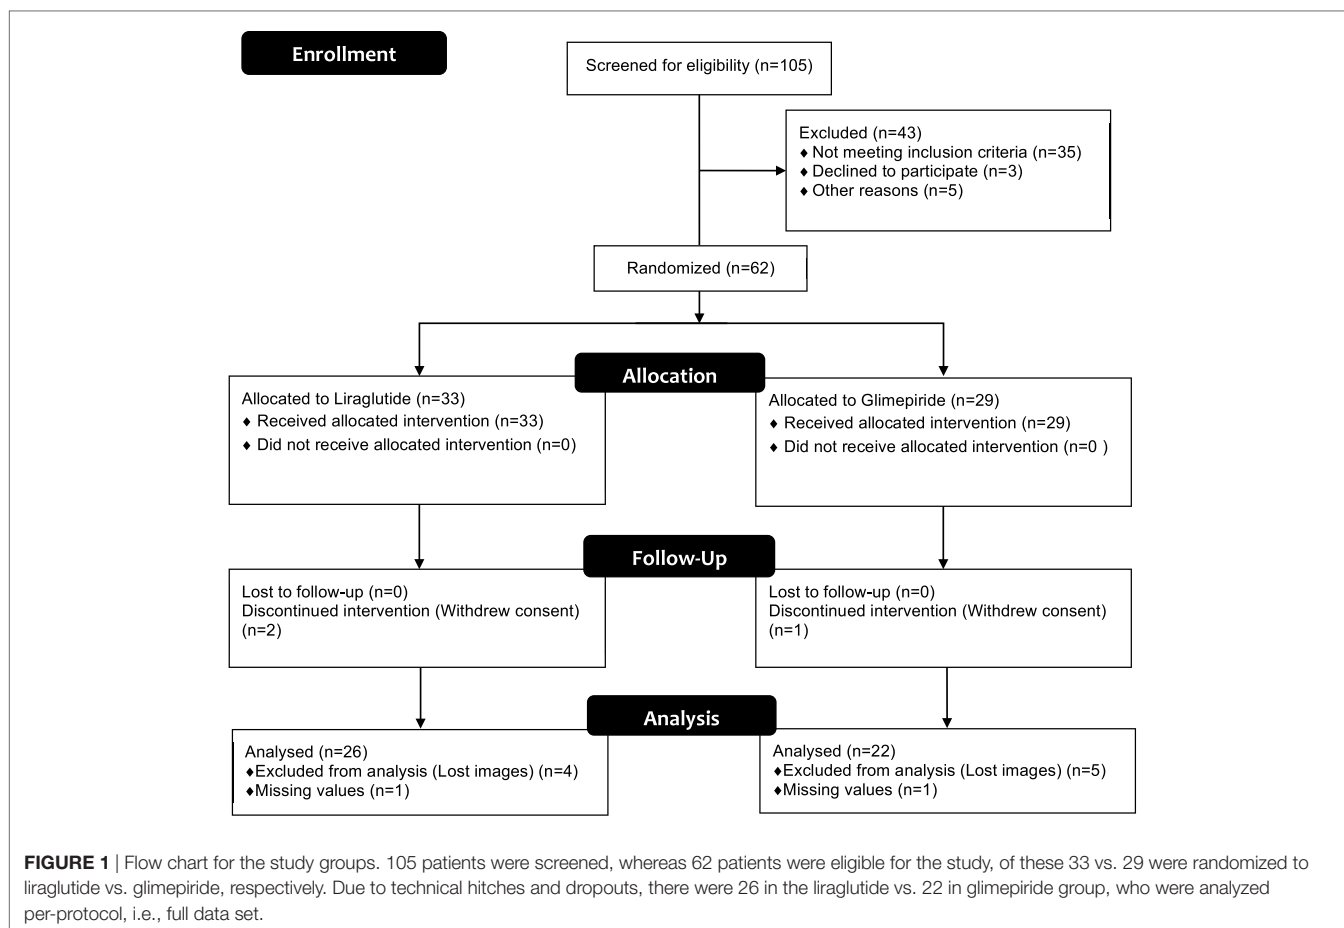 Enrollment
Screened for eligibility (n=105)
Excluded (n=43)
♦ Not meeting inclusion criteria (n=35)
♦ Declined to participate (n=3)
♦ Other reasons (n=5)
Randomized (n=62)
Allocation
Allocated to Liraglutide (n=33)
♦ Received allocated intervention (n=33)
♦ Did not receive allocated intervention (n=0)
Allocated to Glimepiride (n=29)
♦ Received allocated intervention (n=29)
♦ Did not receive allocated intervention (n=0 )
Follow-Up
Lost to follow-up (n=0)
Discontinued intervention (Withdrew consent)
(n=2)
Lost to follow-up (n=0)
Discontinued intervention (Withdrew consent)
(n=1)
Analysis
Analysed (n=26)
♦Excluded from analysis (Lost images) (n=4)
♦Missing values (n=1)
Analysed (n=22)
♦Excluded from analysis (Lost images) (n=5)
♦Missing values (n=1)
FIGURE 1 | Flow chart for the study groups. 105 patients were screened, whereas 62 patients were eligible for the study, of these 33 vs. 29 were randomized to
liraglutide vs. glimepiride, respectively. Due to technical hitches and dropouts, there were 26 in the liraglutide vs. 22 in glimepiride group, who were analyzed
per-protocol, i.e., full data set.